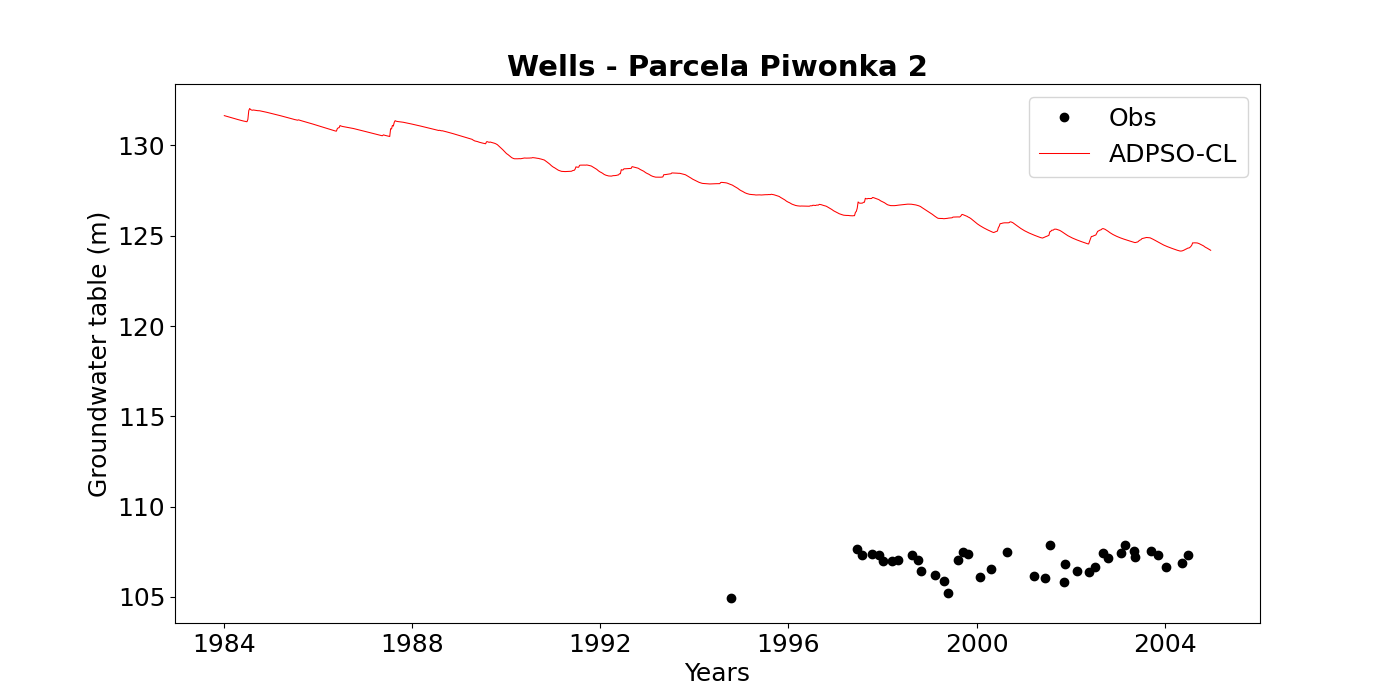 Wells - Parcela Piwonka 2
Obs
ADPSO-CL
Groundwater table (m)
130
125
120
115
110
105
1984 1988 1992 1996 2000 2004
Years